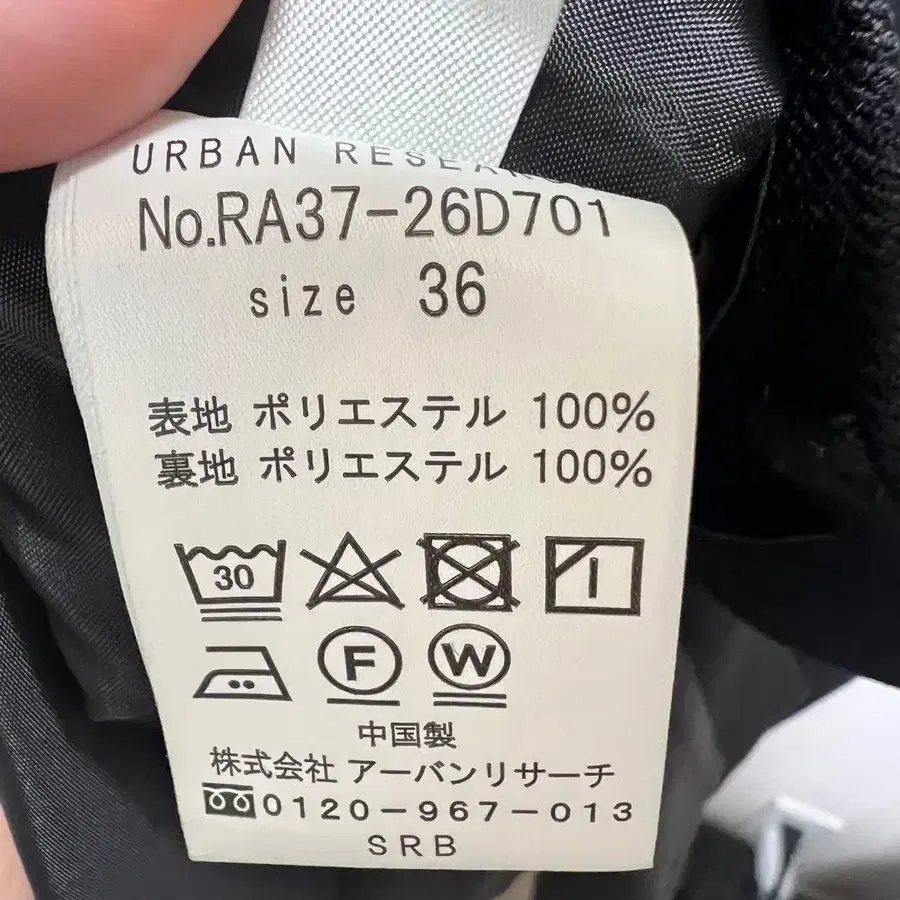 URBAN RESEARC
No.RA37-26D701
size 36
表地 ポリエステル 100%
裏地 ポリエステル 100%
30
F W
中国製
株式会社 アーバンリサーチ
0120-967-013
SRB